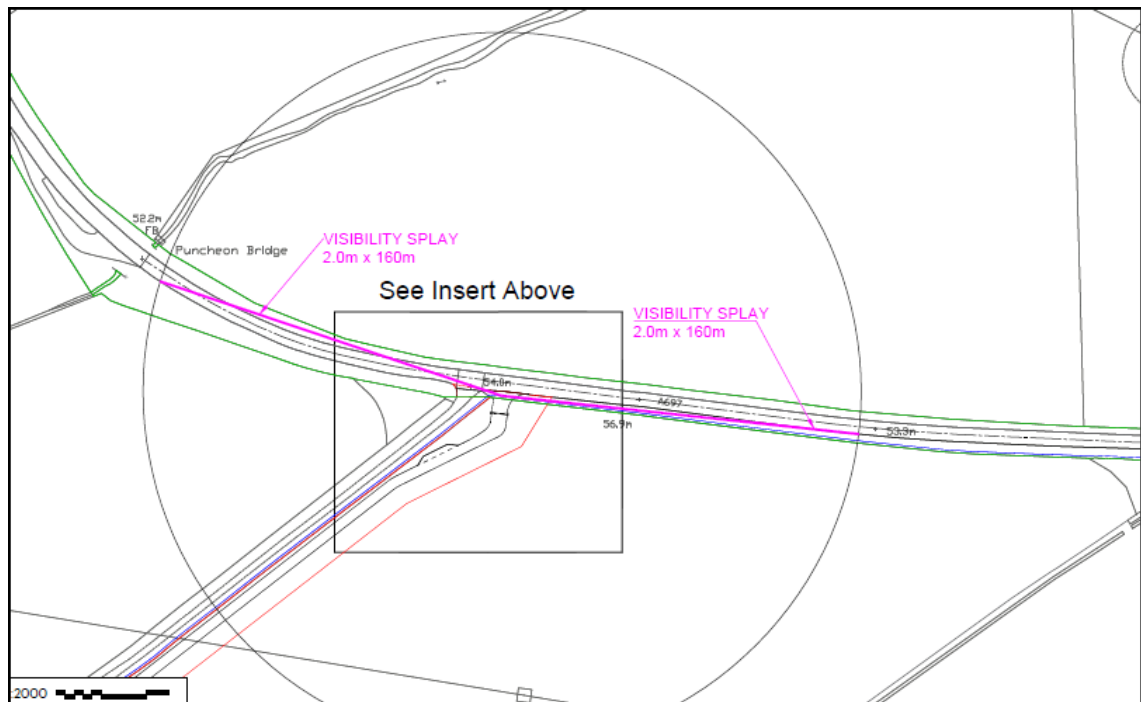 52.2m
FB
Puncheon Bridge
VISIBILITY SPLAY
2.0m x 160m
See Insert Above
VISIBILITY SPLAY
2.0m x 160m
54.0m
A697
56.9m
53.3m
:2000